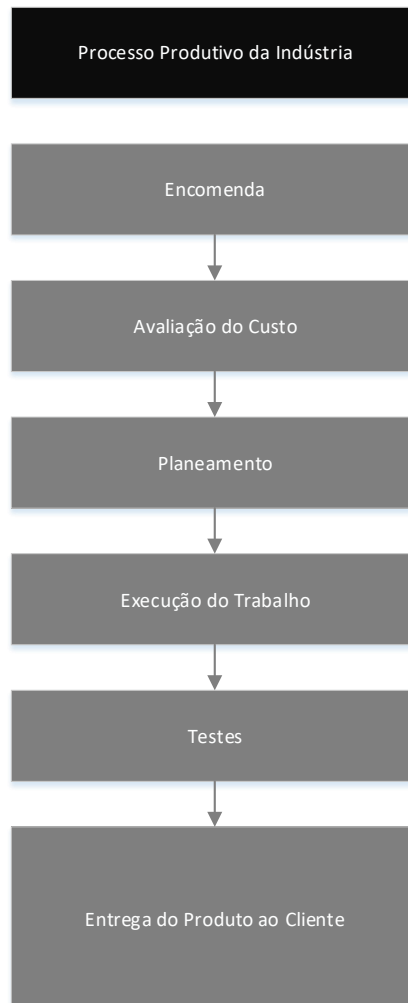 Processo Produtivo da Indústria
Encomenda
Avaliação do Custo
Planeamento
Execução do Trabalho
Testes
Entrega do Produto ao Cliente